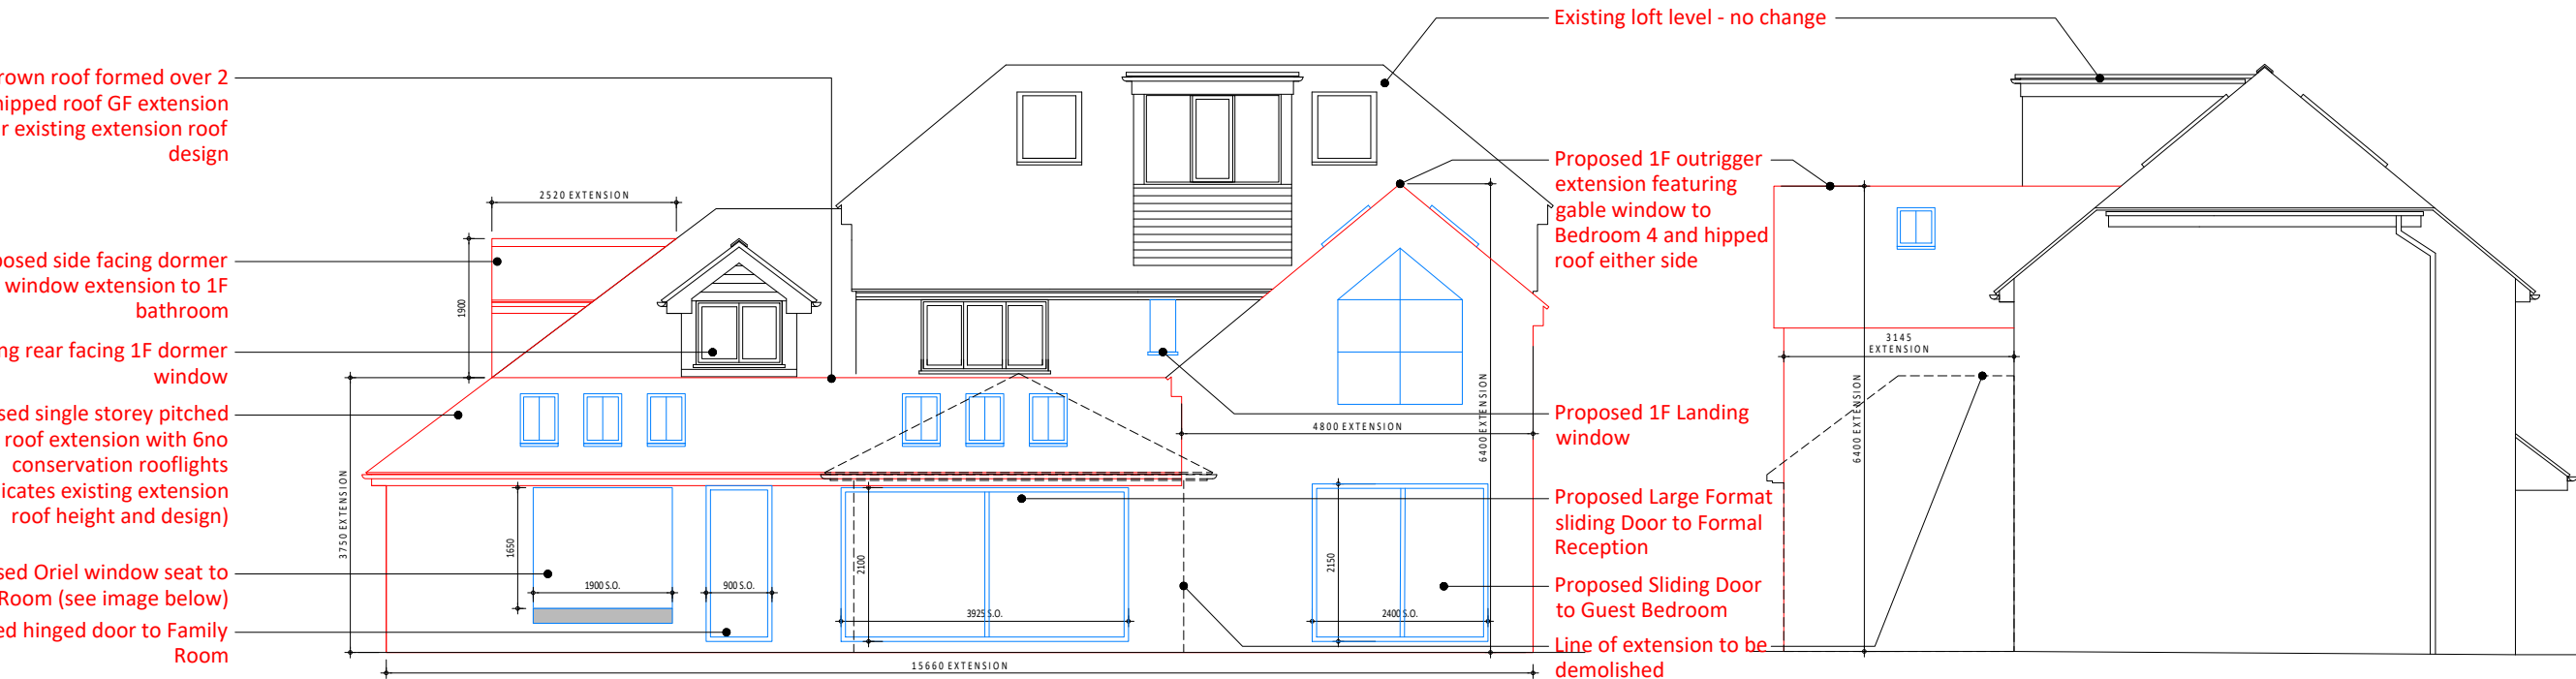 Existing loft level - no change
rown roof formed over 2
hipped roof GF extension
r existing extension roof
design
Proposed 1F outrigger
extension featuring
gable window to
Bedroom 4 and hipped
roof either side
2520 EXTENSION
1900
posed side facing dormer
window extension to 1F
bathroom
ng rear facing 1F dormer
window
sed single storey pitched
roof extension with 6no
conservation rooflights
icates existing extension
roof height and design)
sed Oriel window seat to
Room (see image below)
ed hinged door to Family
Room
3750 EXTENSION
1650
1900 S.O.
900 S.O.
2100
3925 S.O.
2150
2400 S.O.
4800 EXTENSION
6400 EXTENSION
15660 EXTENSION
Proposed 1F Landing
window
Proposed Large Format
sliding Door to Formal
Reception
Proposed Sliding Door
to Guest Bedroom
Line of extension to be
demolished
3145
EXTENSION
6400 EXTENSION